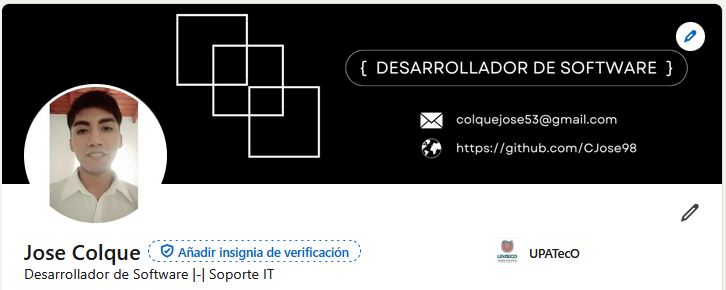 { DESARROLLADOR DE SOFTWARE }
colquejose53@gmail.com
https://github.com/CJose98
Jose Colque Añadir insignia de verificación
UPATecO
Desarrollador de Software |-| Soporte IT